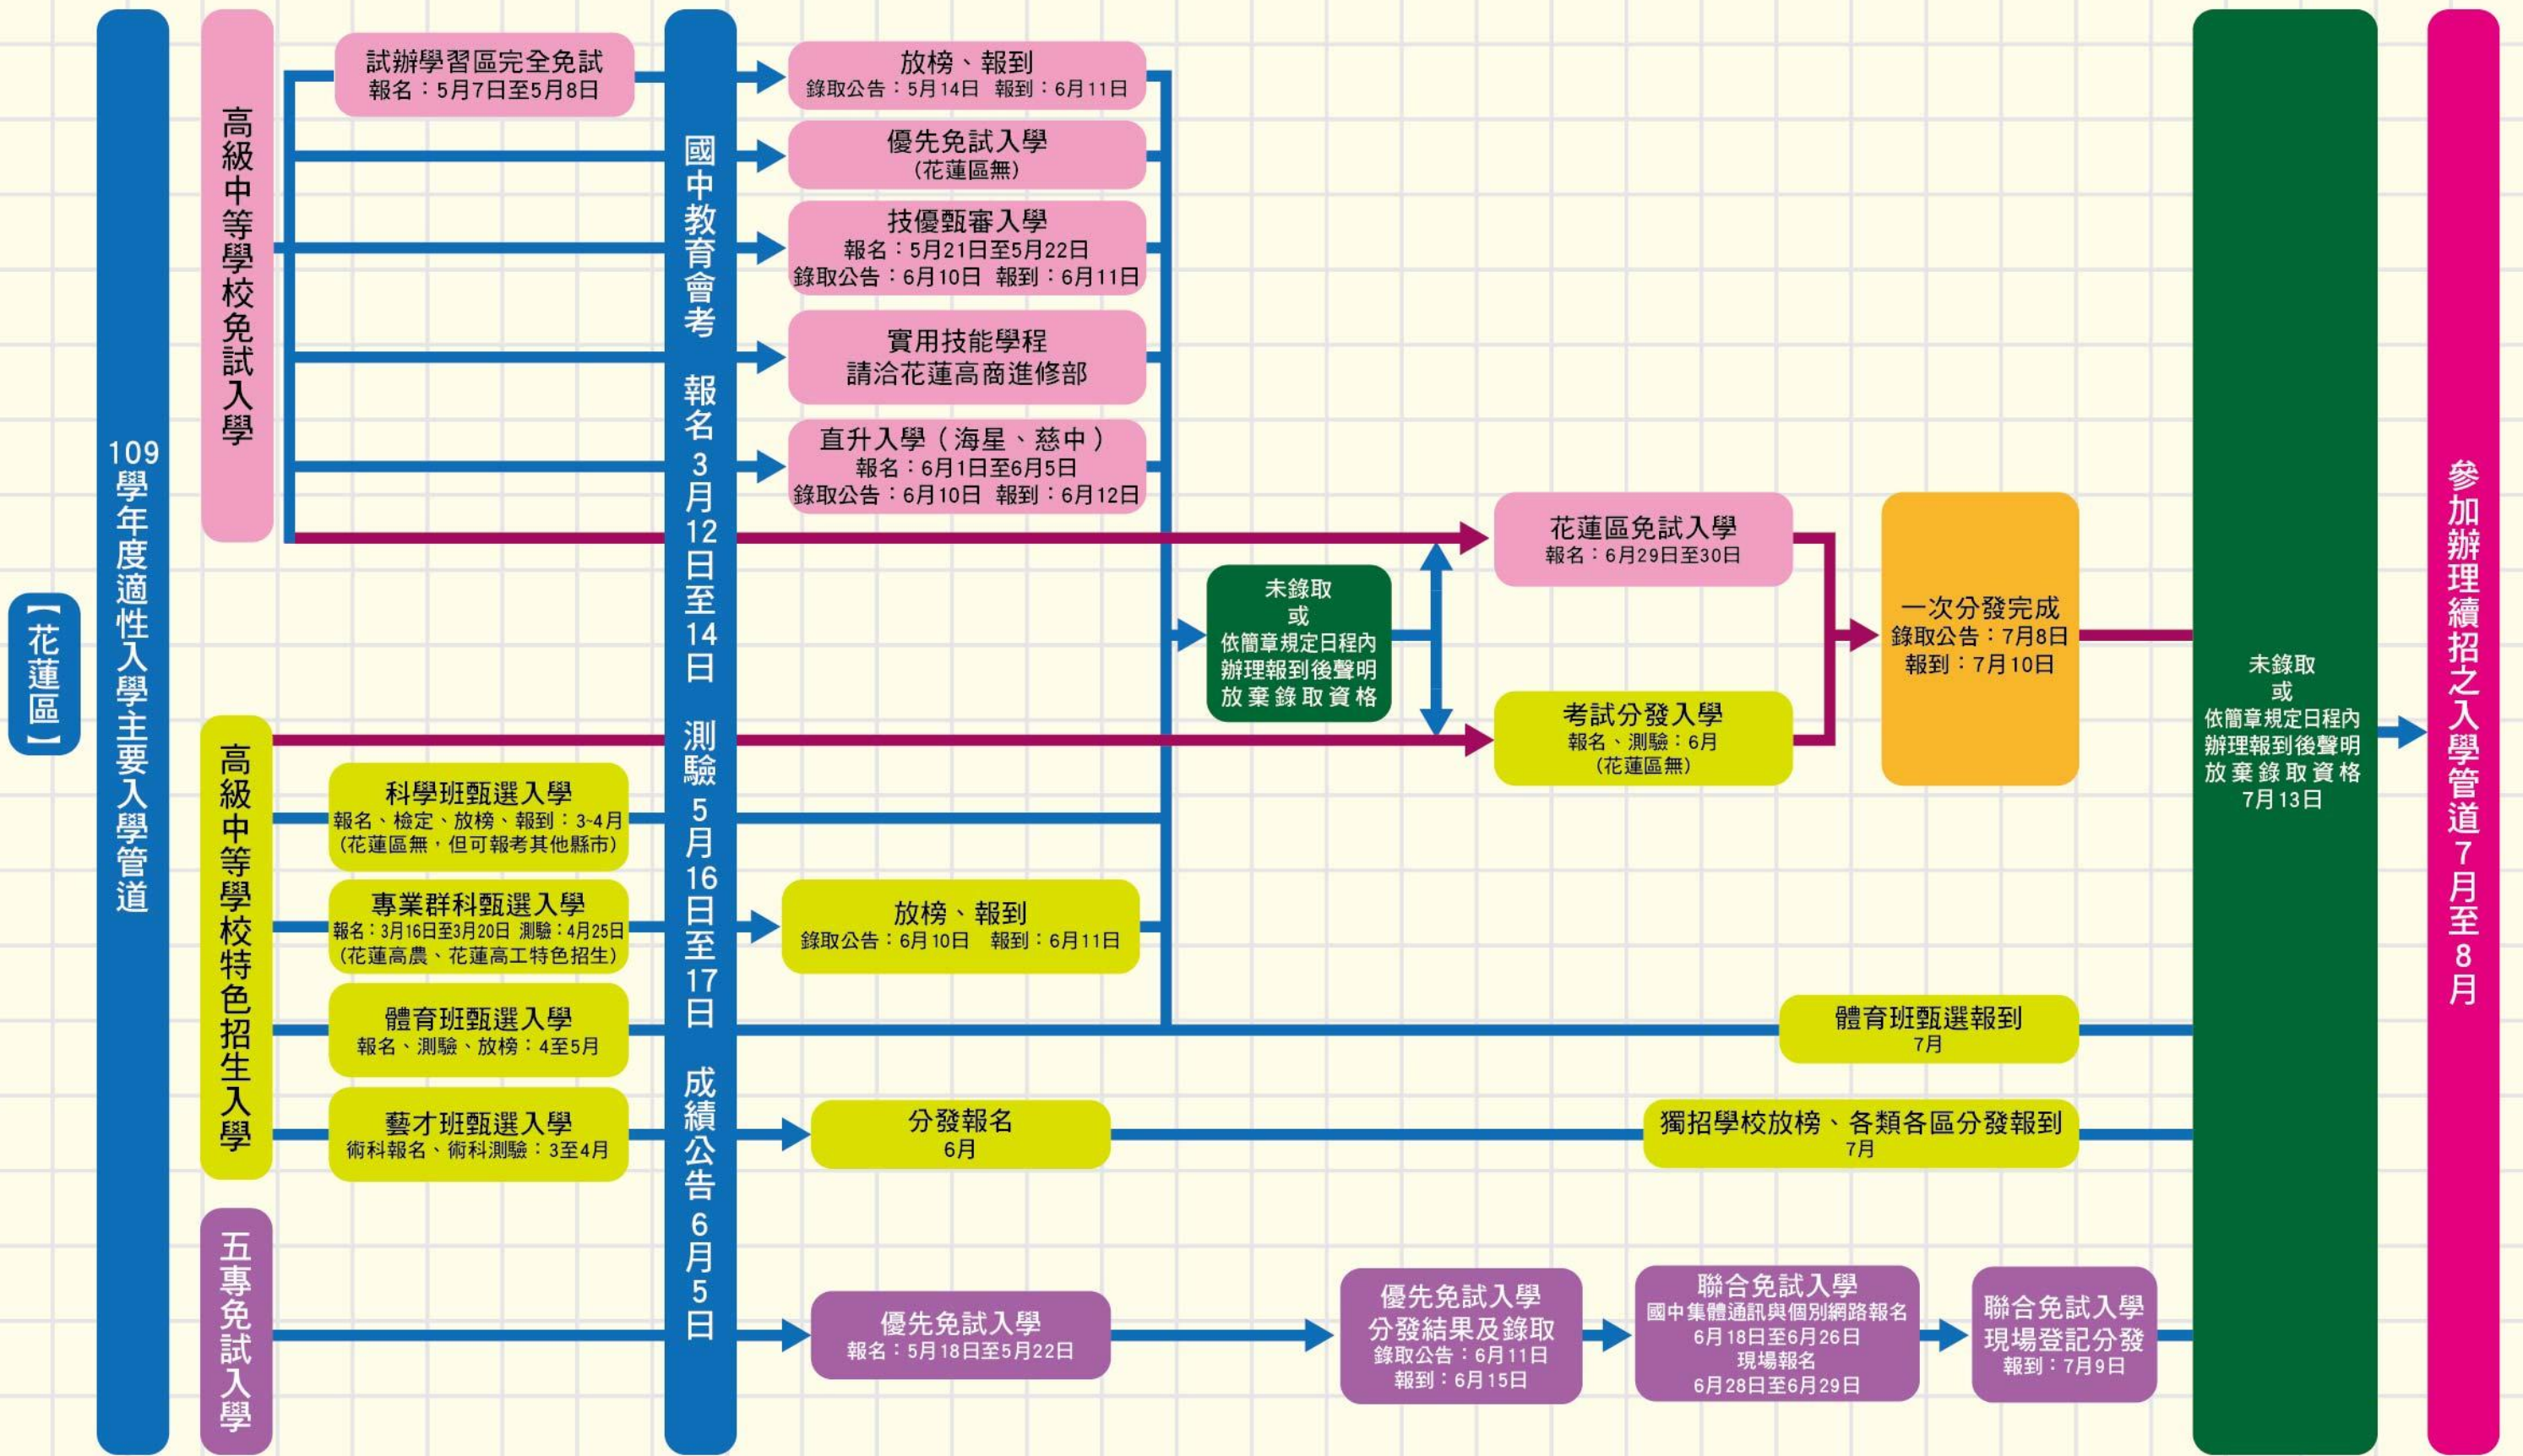 【花蓮區】
109學年度適性入學主要入學管道
高級中等學校免試入學
試辦學習區完全免試
報名：5月7日至5月8日
國中教育會考 報名3月12日至14日 測驗5月16日至17日 成績公告6月5日
放榜、報到
錄取公告：5月14日 報到：6月11日
優先免試入學
(花蓮區無)
技優甄審入學
報名：5月21日至5月22日
錄取公告：6月10日 報到：6月11日
實用技能學程
請洽花蓮高商進修部
直升入學（海星、慈中）
報名：6月1日至6月5日
錄取公告：6月10日 報到：6月12日
未錄取
或
依簡章規定日程內
辦理報到後聲明
放棄錄取資格
花蓮區免試入學
報名：6月29日至30日
考試分發入學
報名、測驗：6月
(花蓮區無)
一次分發完成
錄取公告：7月8日
報到：7月10日
高級中等學校特色招生入學
科學班甄選入學
報名、檢定、放榜、報到：3~4月
(花蓮區無，但可報考其他縣市)
專業群科甄選入學
報名：3月16日至3月20日 測驗：4月25日
(花蓮高農、花蓮高工特色招生)
放榜、報到
錄取公告：6月10日 報到：6月11日
體育班甄選入學
報名、測驗、放榜：4至5月
體育班甄選報到
7月
藝才班甄選入學
術科報名、術科測驗：3至4月
分發報名
6月
獨招學校放榜、各類各區分發報到
7月
五專免試入學
優先免試入學
報名：5月18日至5月22日
優先免試入學
分發結果及錄取
錄取公告：6月11日
報到：6月15日
聯合免試入學
國中集體通訊與個別網路報名
6月18日至6月26日
現場報名
6月28日至6月29日
聯合免試入學
現場登記分發
報到：7月9日
未錄取
或
依簡章規定日程內
辦理報到後聲明
放棄錄取資格
7月13日
參加辦理續招之入學管道7月至8月